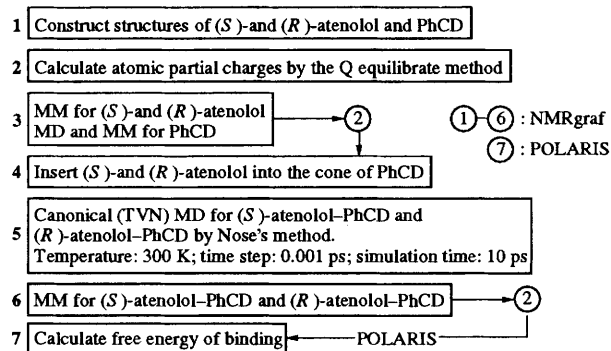 1 Construct structures of (S)-and (R)-atenolol and PhCD
2 Calculate atomic partial charges by the Q equilibrate method
3 MM for (S)-and (R)-atenolol
MD and MM for PhCD
2
1–6 : NMRgraf
7 : POLARIS
4 Insert (S)-and (R)-atenolol into the cone of PhCD
5 Canonical (TVN) MD for (S)-atenolol–PhCD and
(R)-atenolol–PhCD by Nose's method.
Temperature: 300 K; time step: 0.001 ps; simulation time: 10 ps
6 MM for (S)-atenolol–PhCD and (R)-atenolol–PhCD
2
7 Calculate free energy of binding
POLARIS